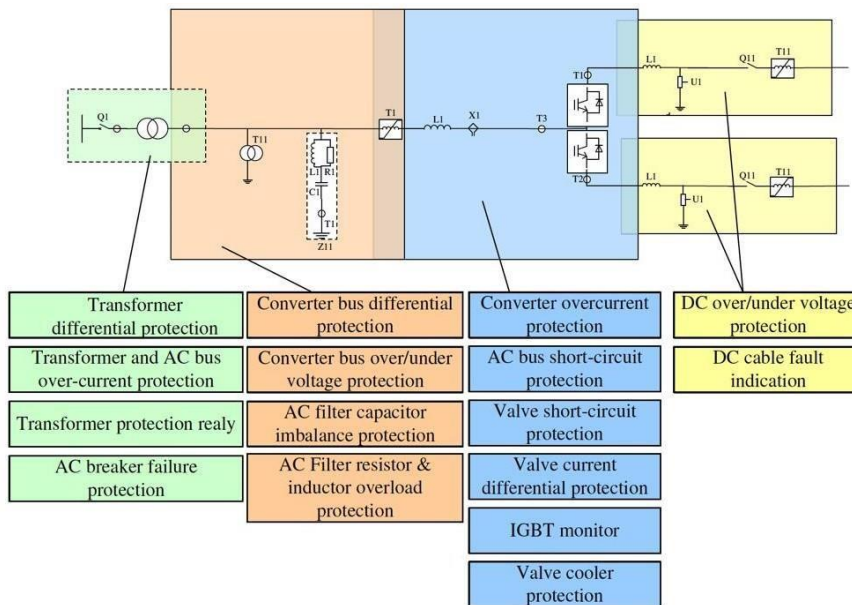 T11
L1
Q11
U1
T1
Q1
T1
L1
X1
T3
T11
L1
R1
C1
T1
Z11
T2
L1
Q11
T11
U1
Transformer
differential protection
Transformer and AC bus
over-current protection
Transformer protection realy
AC breaker failure
protection
Converter bus differential
protection
Converter bus over/under
voltage protection
AC filter capacitor
imbalance protection
AC Filter resistor &
inductor overload
protection
Converter overcurrent
protection
AC bus short-circuit
protection
Valve short-circuit
protection
Valve current
differential protection
IGBT monitor
Valve cooler
protection
DC over/under voltage
protection
DC cable fault
indication